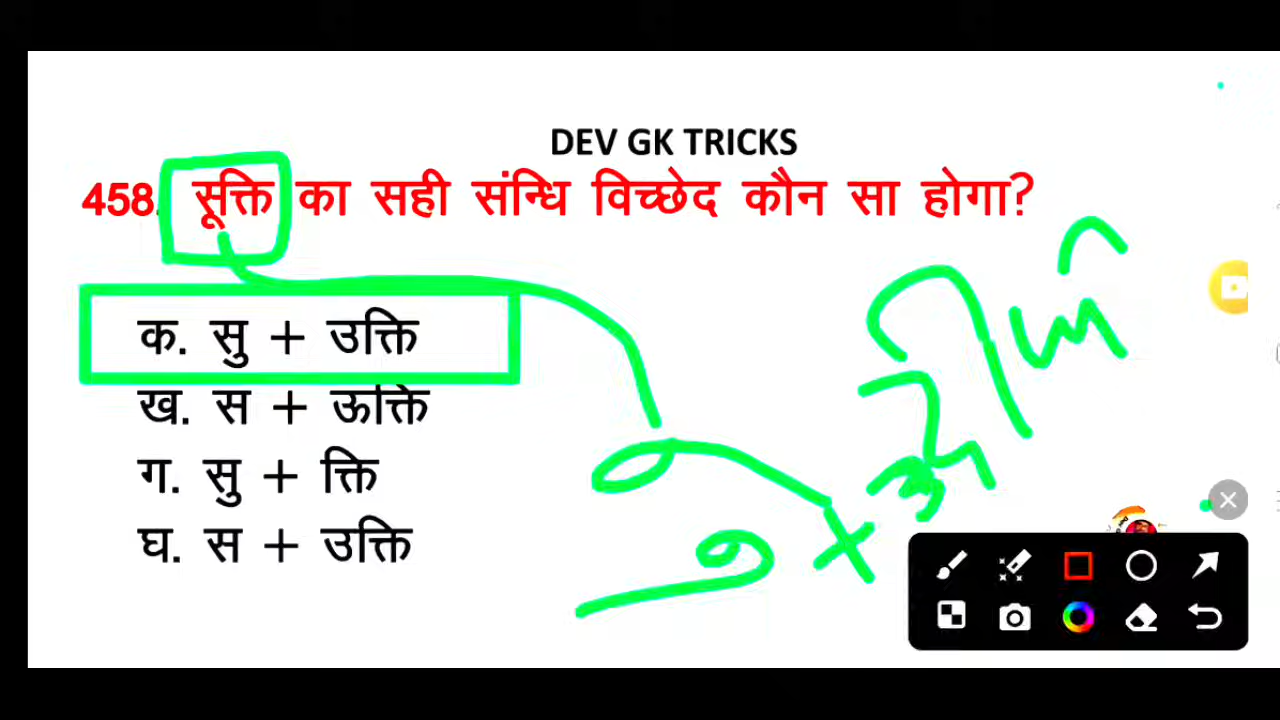 DEV GK TRICKS
458. सूक्ति का सही संन्धि विच्छेद कौन सा होगा?
क. सु + उक्ति
ख. स + ऊक्ति
ग. सु + क्ति
घ. स + उक्ति